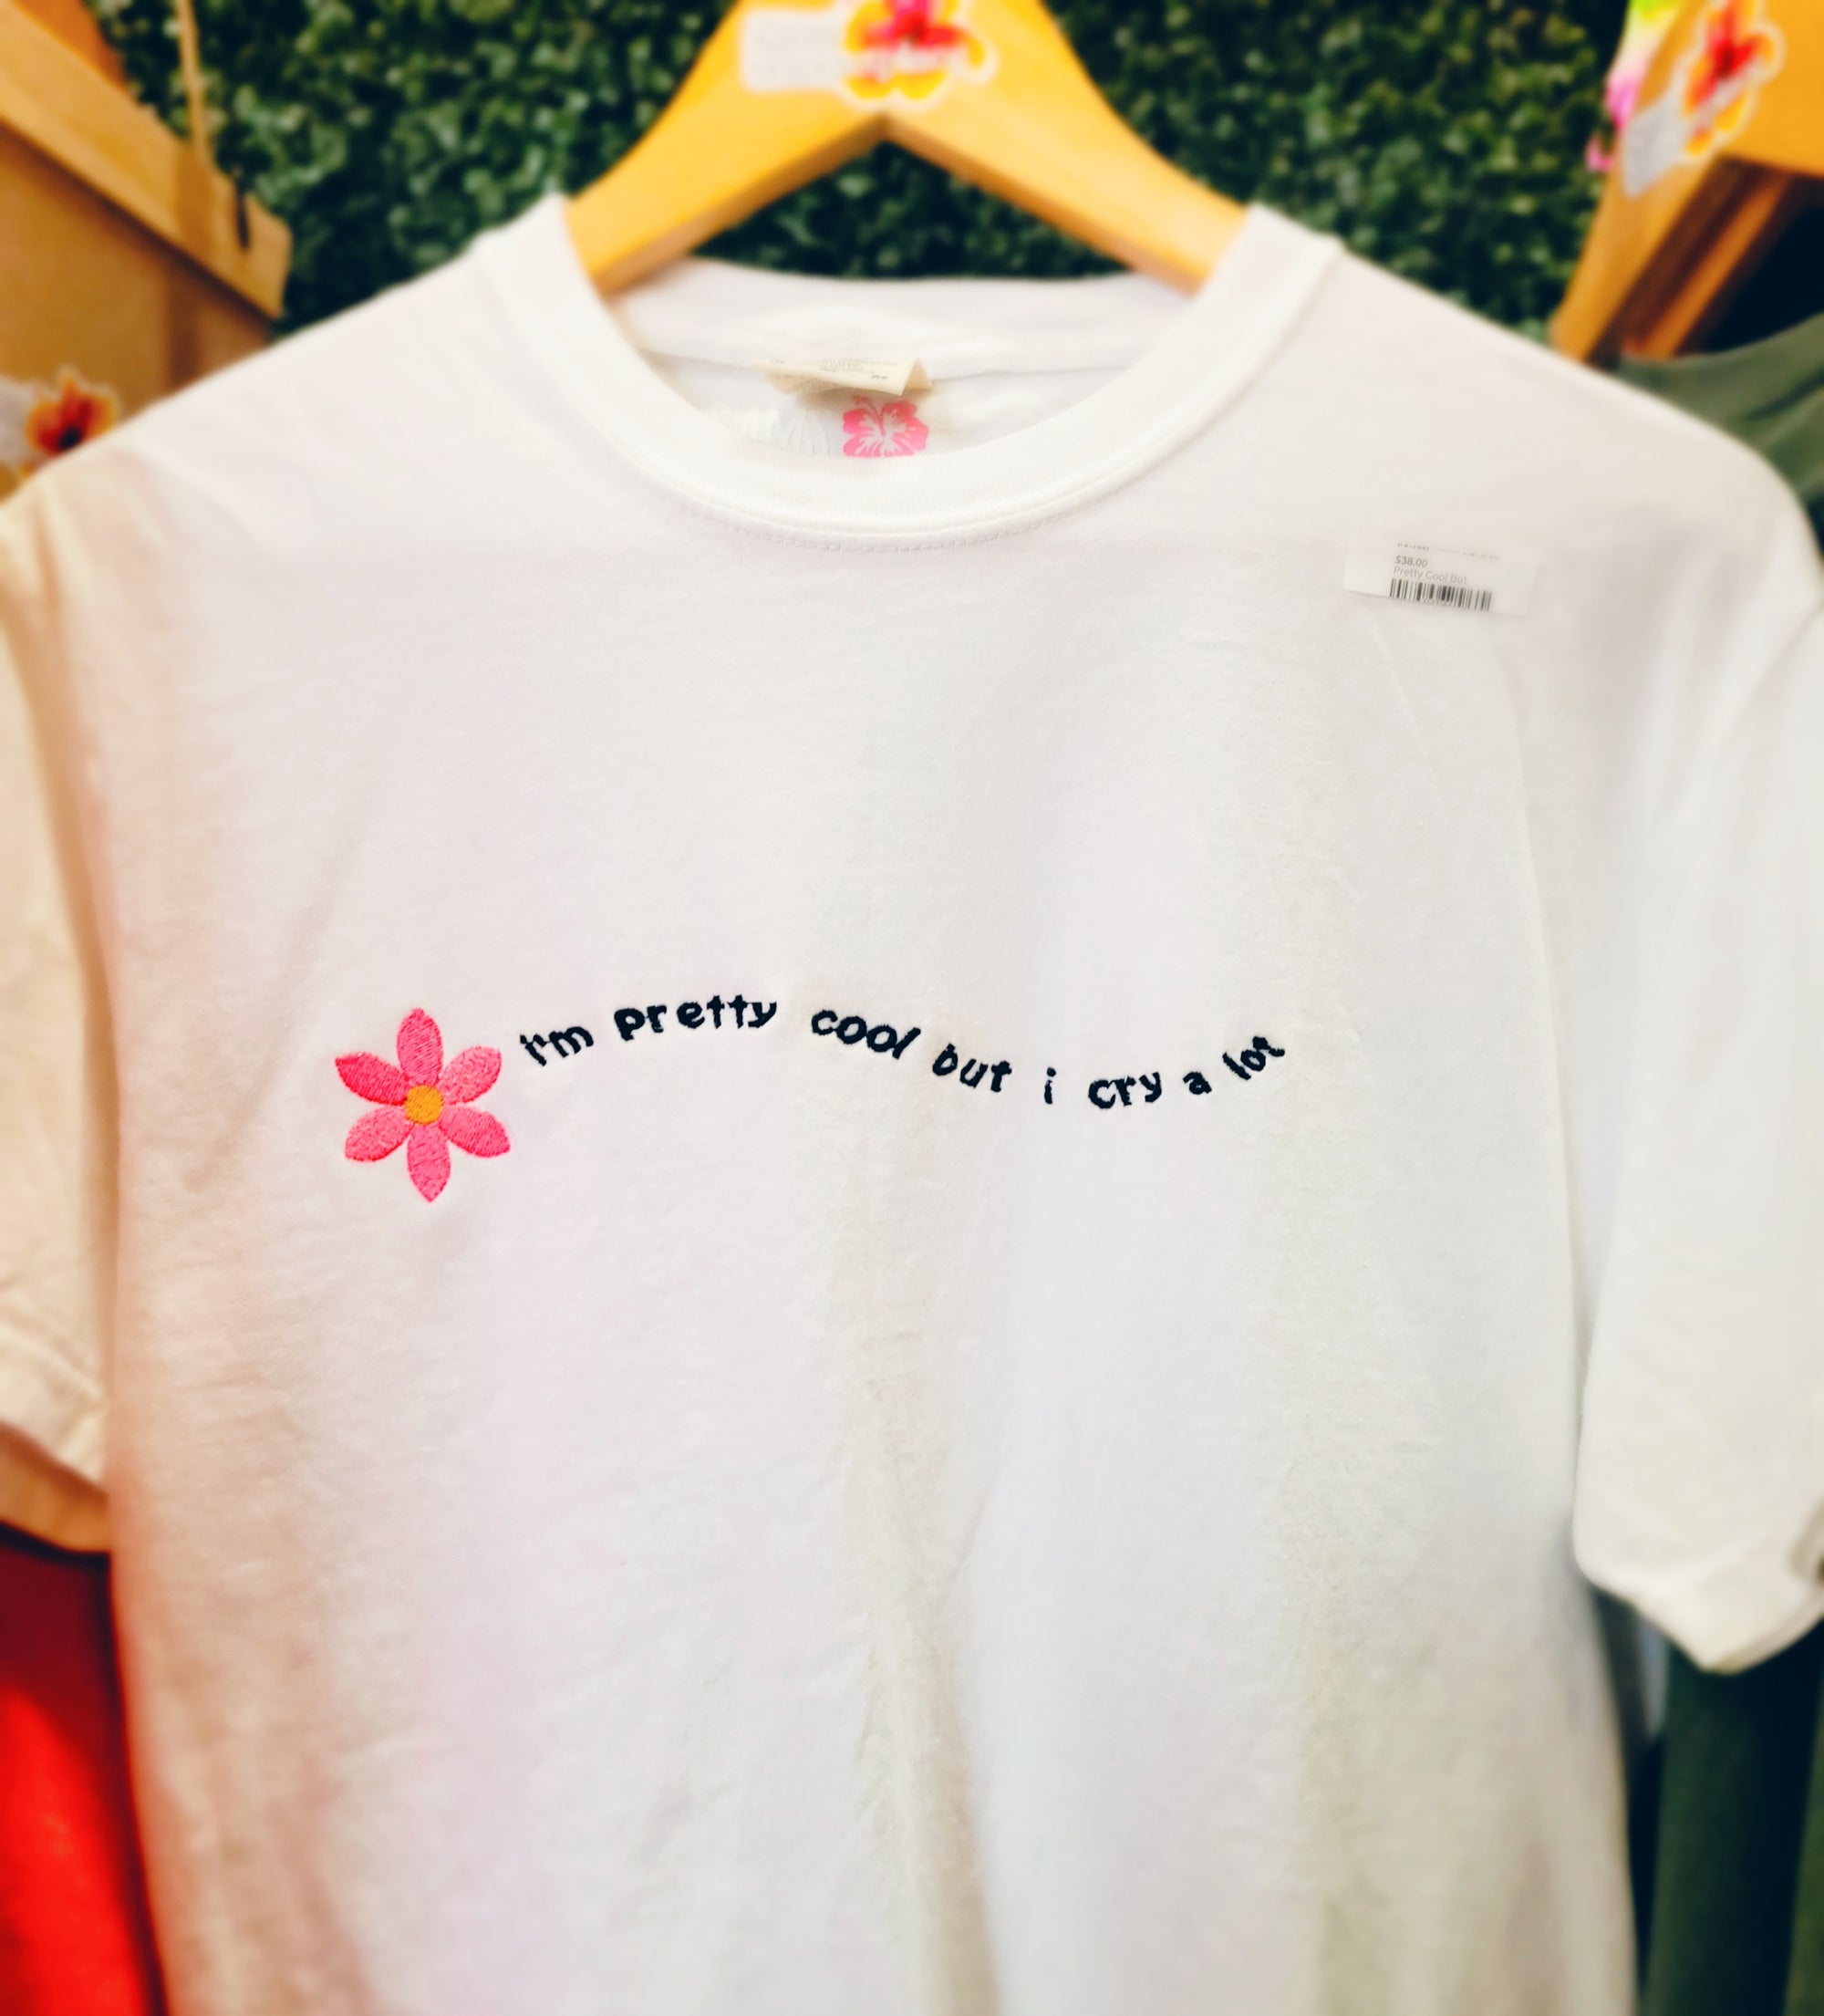 $38.00
Pretty Cool But
i'm pretty cool but i cry a lot